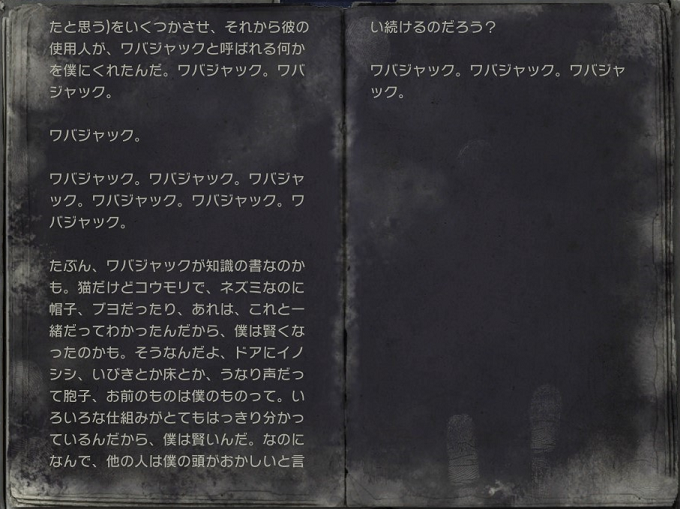 たと思う)をいくつかさせ、それから彼の
使用人が、ワバジャックと呼ばれる何か
を僕にくれたんだ。ワバジャック。ワバ
ジャック。
ワバジャック。
ワバジャック。ワバジャック。ワバジャ
ック。ワバジャック。ワバジャック。ワ
バジャック。
たぶん、ワバジャックが知識の書なのか
も。猫だけどコウモリで、ネズミなのに
帽子、ブヨだったり、あれは、これと一
緒だってわかったんだから、僕は賢くな
ったのかも。そうなんだよ、ドアにイノ
シシ、いびきとか床とか、うなり声だっ
て胞子、お前のものは僕のものって。い
ろいろな仕組みがとてもはっきり分かっ
ているんだから、僕は賢いんだ。なのに
なんで、他の人は僕の頭がおかしいと言
い続けるのだろう？
ワバジャック。ワバジャック。ワバジャ
ック。